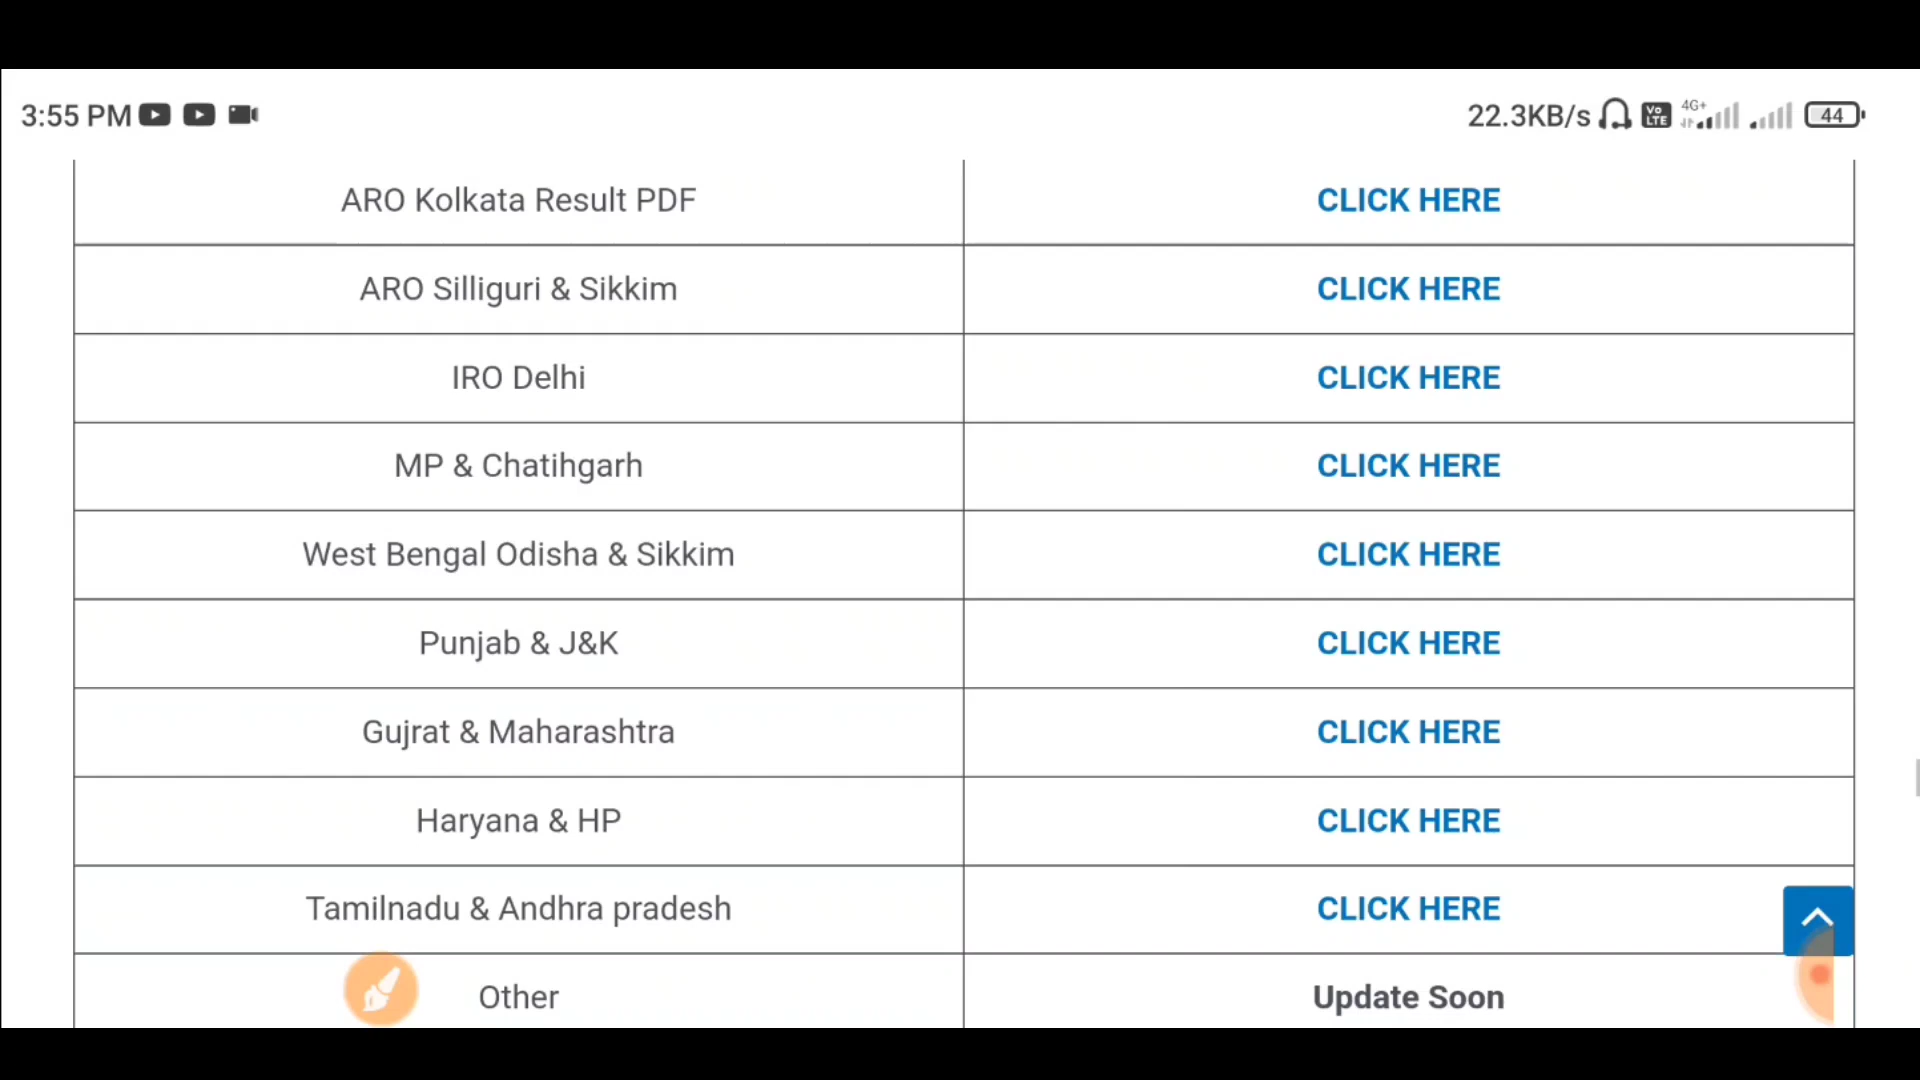 3:55 PM 22.3KB/s Vo LTE 4G+ 44
ARO Kolkata Result PDF CLICK HERE
ARO Silliguri & Sikkim CLICK HERE
IRO Delhi CLICK HERE
MP & Chatihgarh CLICK HERE
West Bengal Odisha & Sikkim CLICK HERE
Punjab & J&K CLICK HERE
Gujrat & Maharashtra CLICK HERE
Haryana & HP CLICK HERE
Tamilnadu & Andhra pradesh CLICK HERE
Other Update Soon